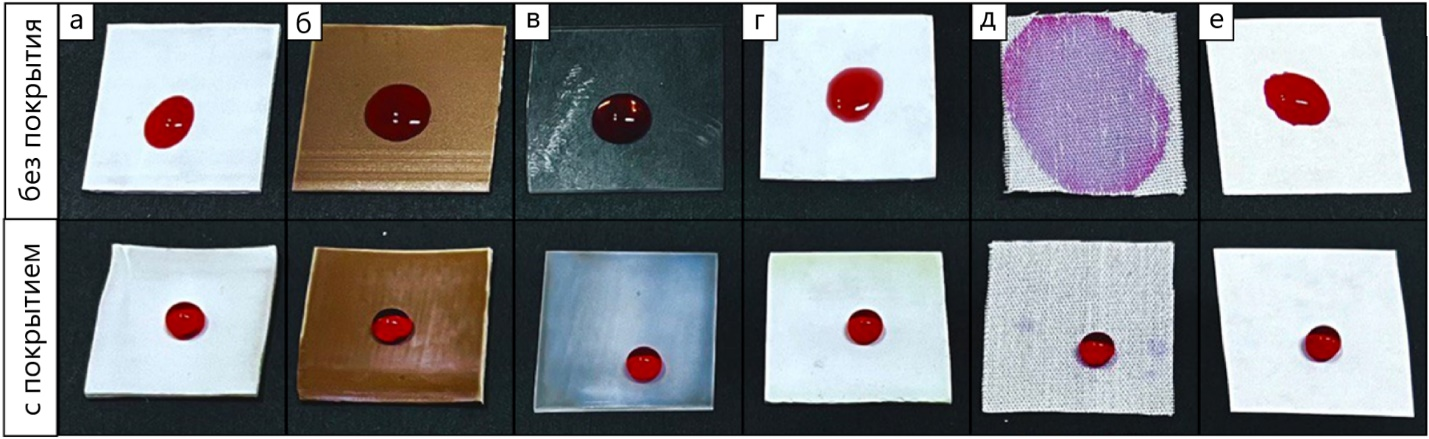 без покрытия
а
б
в
г
д
е
с покрытием